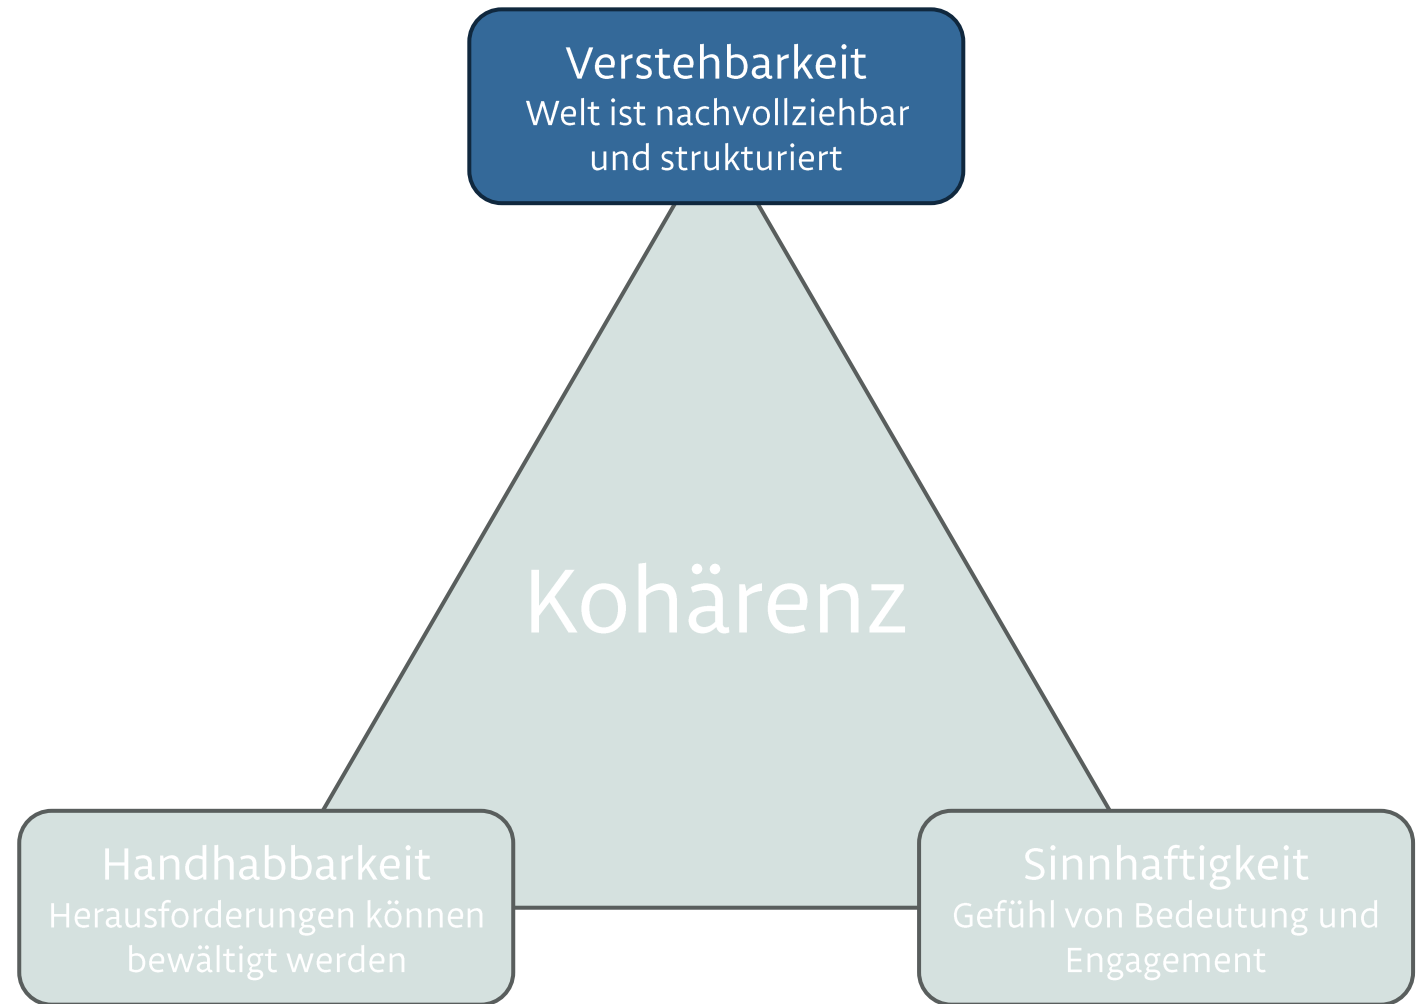 Verstehbarkeit
Welt ist nachvollziehbar
und strukturiert
Kohärenz
Handhabbarkeit
Herausforderungen können
bewältigt werden
Sinnhaftigkeit
Gefühl von Bedeutung und
Engagement